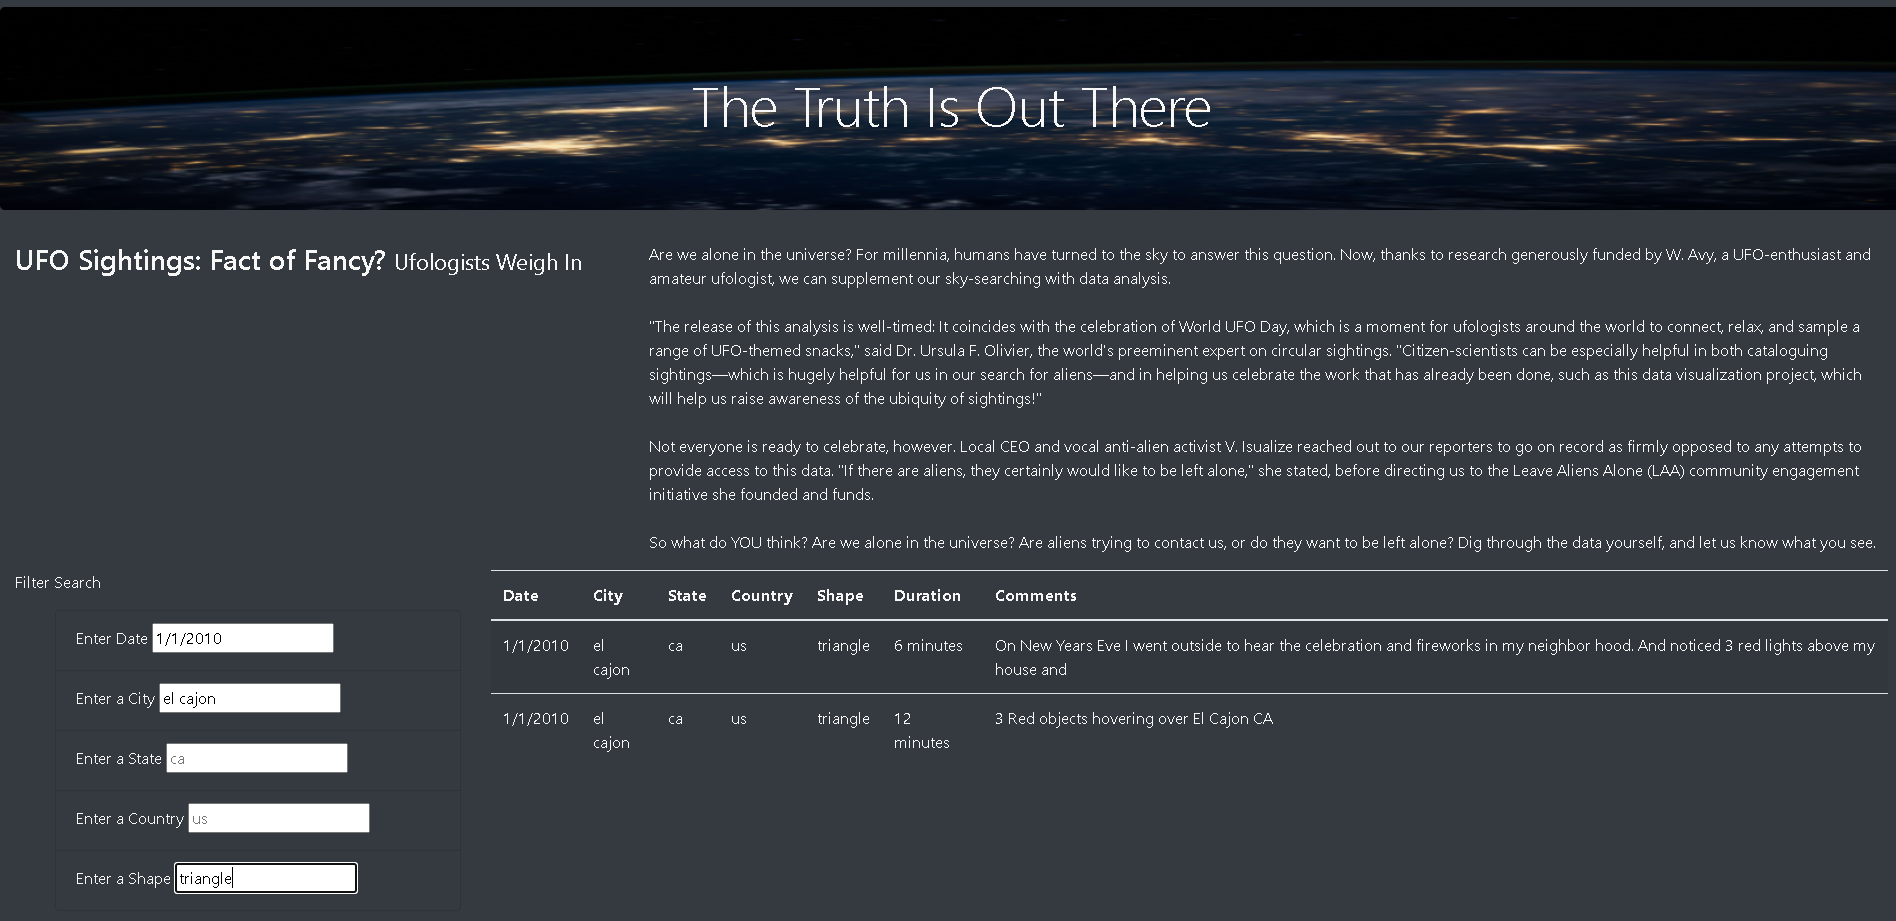 The Truth Is Out There
UFO Sightings: Fact of Fancy? Ufologists Weigh In
Are we alone in the universe? For millennia, humans have turned to the sky to answer this question. Now, thanks to research generously funded by W. Avy, a UFO-enthusiast and
amateur ufologist, we can supplement our sky-searching with data analysis.
"The release of this analysis is well-timed: It coincides with the celebration of World UFO Day, which is a moment for ufologists around the world to connect, relax, and sample a
range of UFO-themed snacks," said Dr. Ursula F. Olivier, the world's preeminent expert on circular sightings. "Citizen-scientists can be especially helpful in both cataloguing
sightings—which is hugely helpful for us in our search for aliens—and in helping us celebrate the work that has already been done, such as this data visualization project, which
will help us raise awareness of the ubiquity of sightings!"
Not everyone is ready to celebrate, however. Local CEO and vocal anti-alien activist V. Isualize reached out to our reporters to go on record as firmly opposed to any attempts to
provide access to this data. "If there are aliens, they certainly would like to be left alone," she stated, before directing us to the Leave Aliens Alone (LAA) community engagement
initiative she founded and funds.
So what do YOU think? Are we alone in the universe? Are aliens trying to contact us, or do they want to be left alone? Dig through the data yourself, and let us know what you see.
Filter Search
Enter Date 1/1/2010
Enter a City el cajon
Enter a State ca
Enter a Country us
Enter a Shape triangle
Date City State Country Shape Duration Comments
1/1/2010 el ca us triangle 6 minutes On New Years Eve I went outside to hear the celebration and fireworks in my neighbor hood. And noticed 3 red lights above my
cajon house and
1/1/2010 el ca us triangle 12 3 Red objects hovering over El Cajon CA
cajon minutes